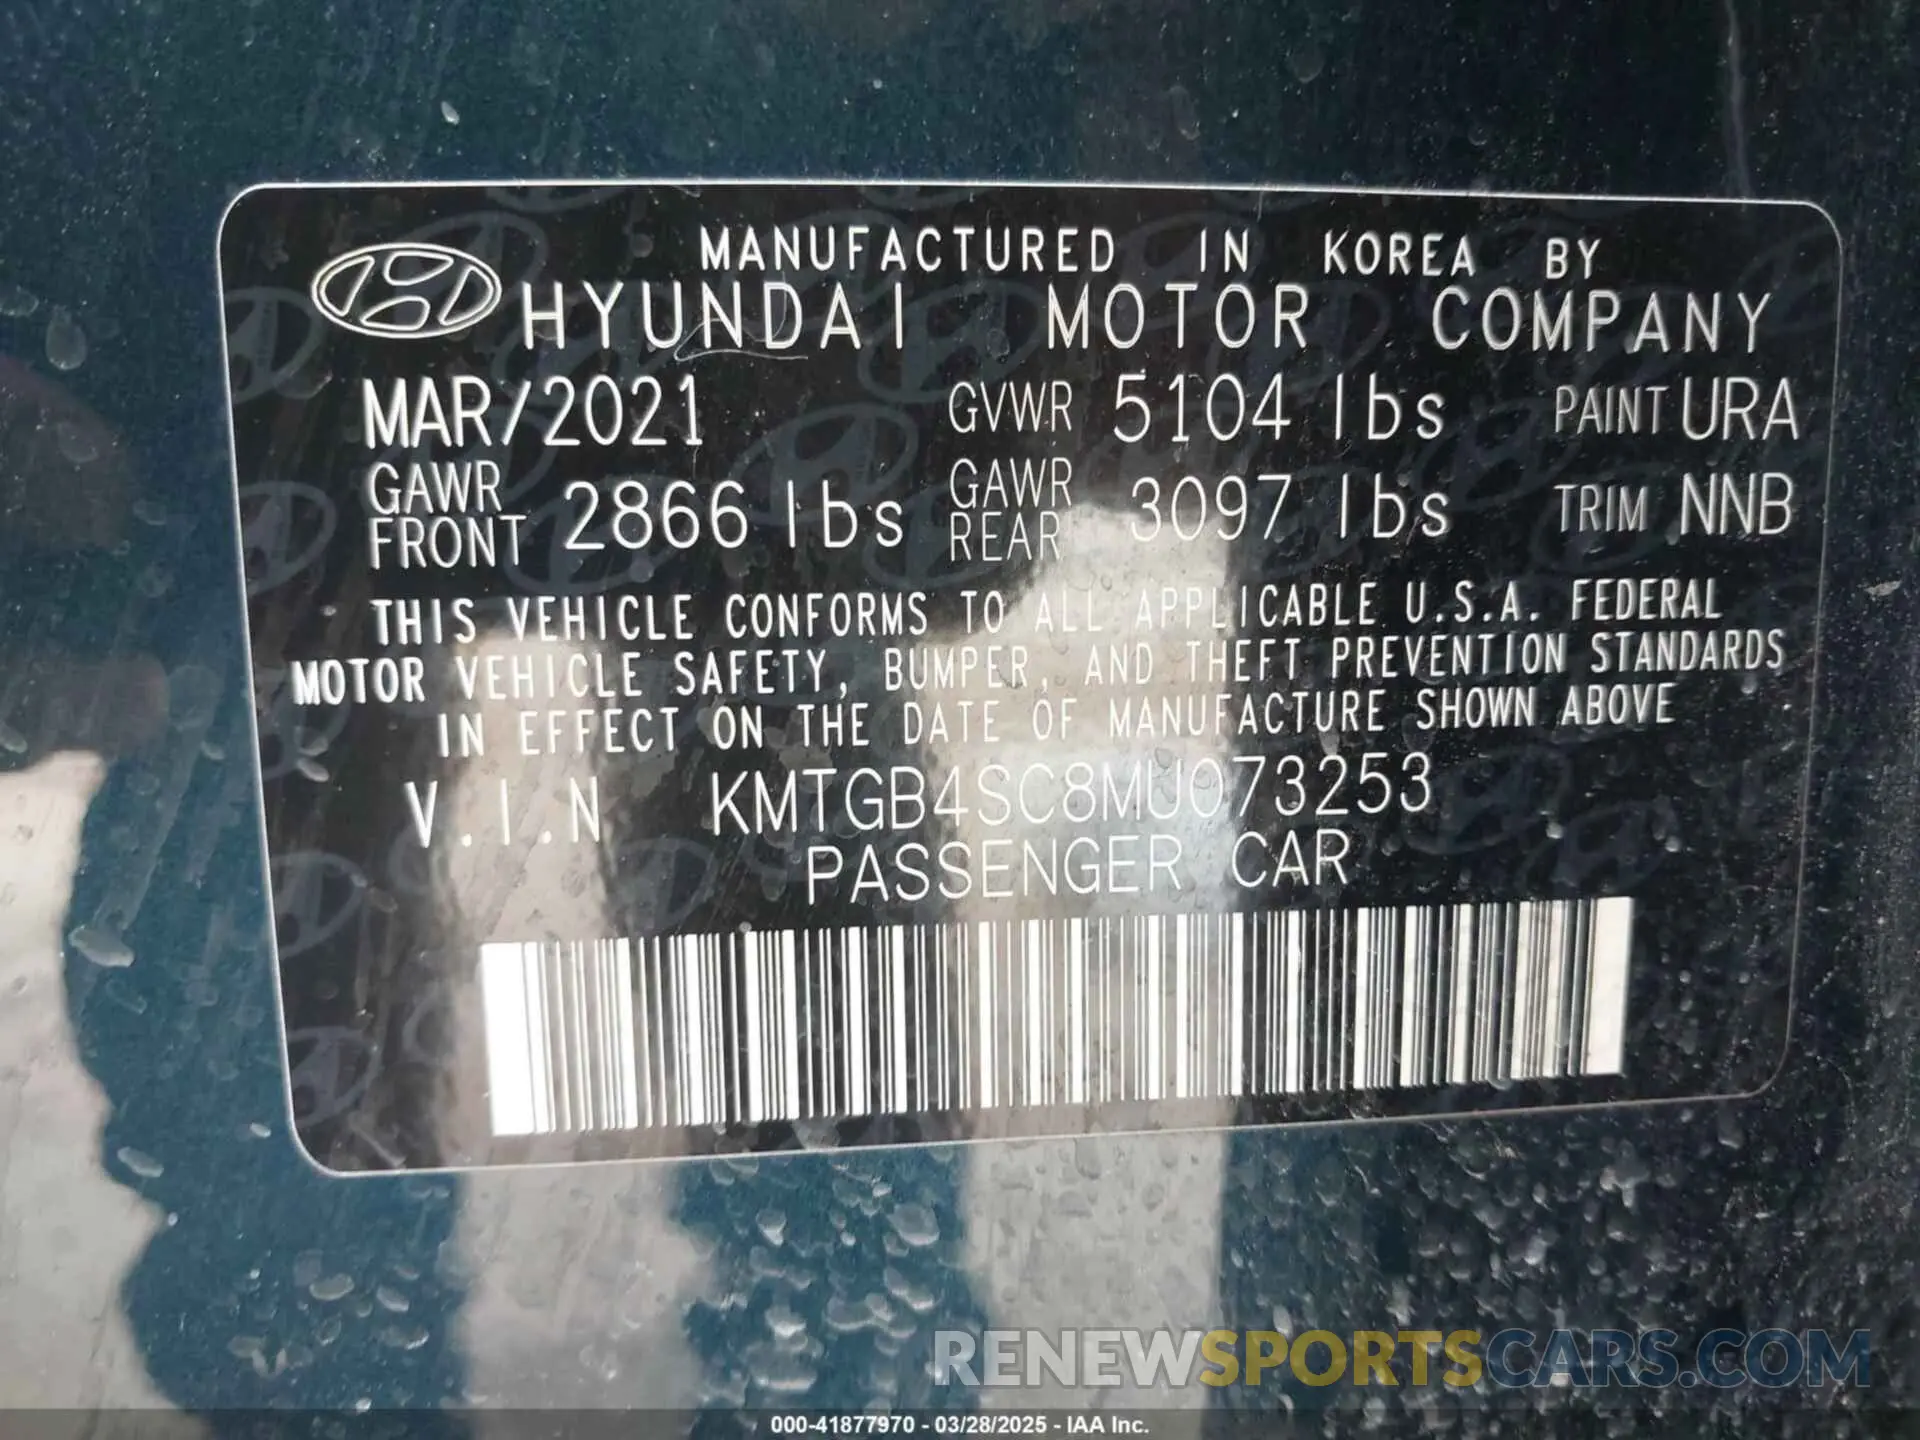 MANUFACTURED IN KOREA BY
HYUNDAI MOTOR COMPANY
MAR/2021 GVWR 5104 lbs PAINT URA
GAWR FRONT 2866 lbs GAWR REAR 3097 lbs TRIM NNB
THIS VEHICLE CONFORMS TO ALL APPLICABLE U.S.A. FEDERAL
MOTOR VEHICLE SAFETY, BUMPER, AND THEFT PREVENTION STANDARDS
IN EFFECT ON THE DATE OF MANUFACTURE SHOWN ABOVE
V.I.N KMTGB4SC8MU073253
PASSENGER CAR
RENEWSPORTSCARS.COM
000-41877970 - 03/28/2025 - IAA Inc.